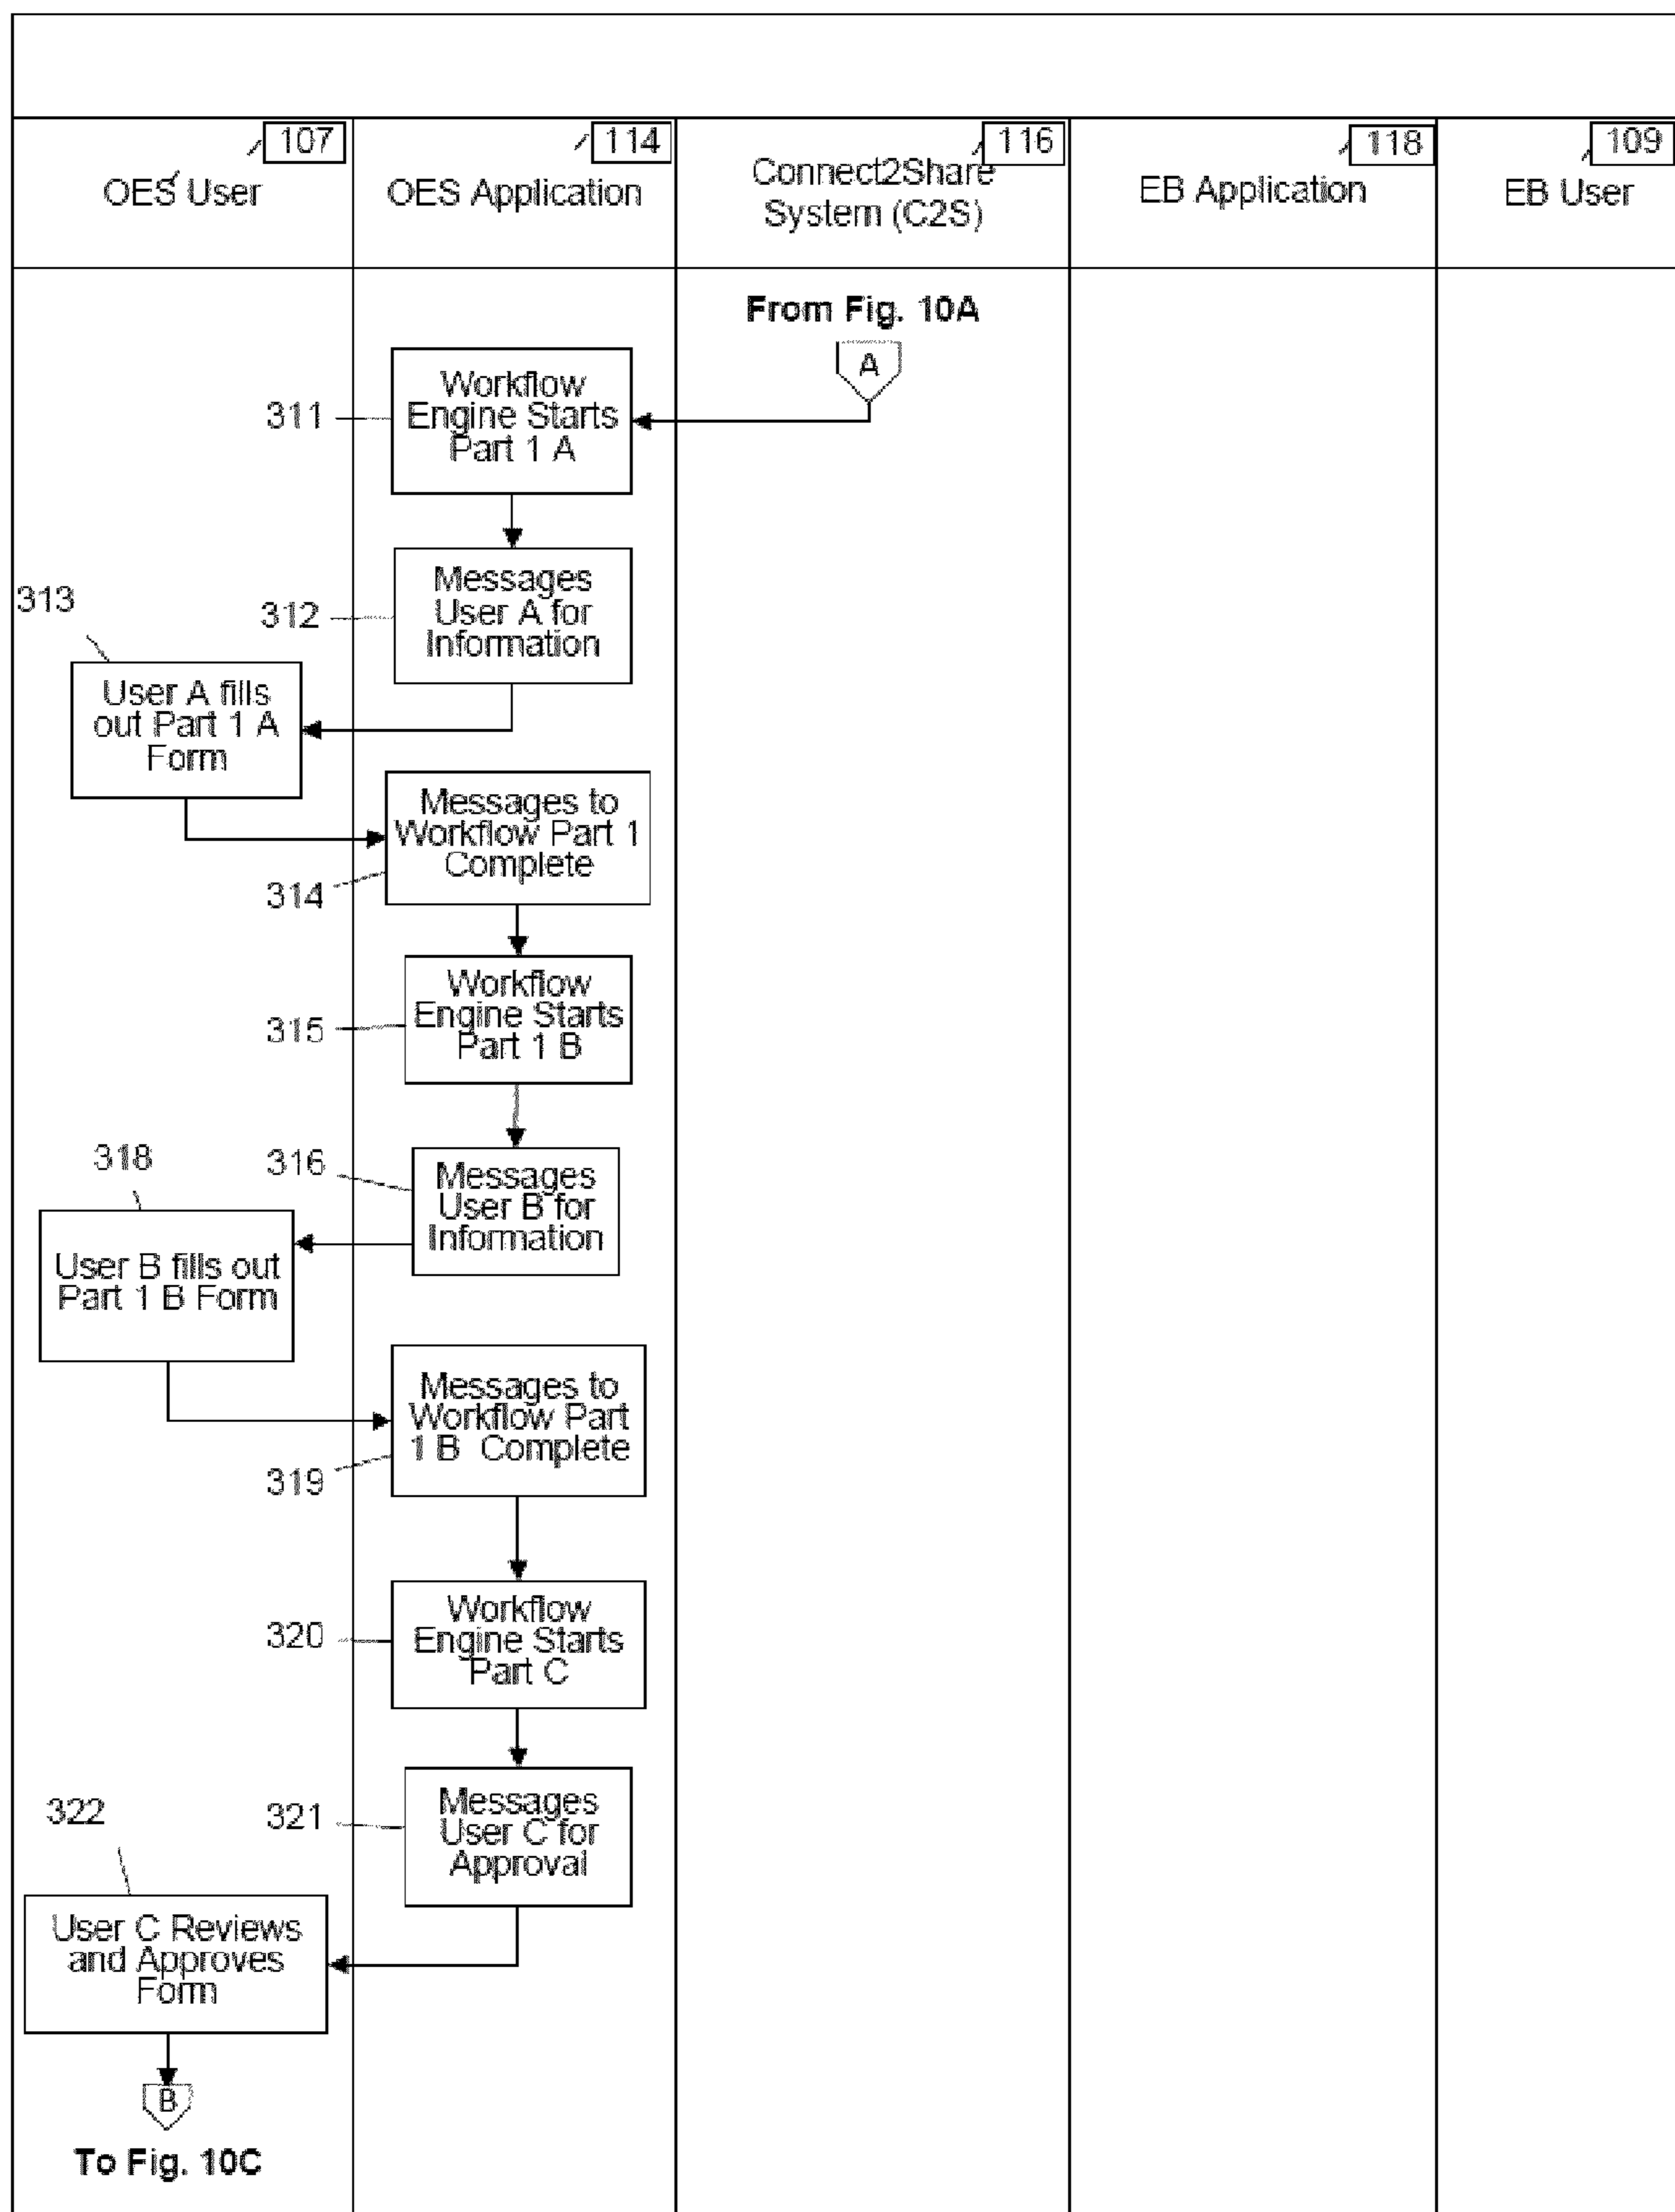 107
OES User
114
OES Application
116
Connect2Share
System (C2S)
118
EB Application
109
EB User
From Fig. 10A
A
311
Workflow
Engine Starts
Part 1 A
312
Messages
User A for
Information
313
User A fills
out Part 1 A
Form
314
Messages to
Workflow Part 1
Complete
315
Workflow
Engine Starts
Part 1 B
316
Messages
User B for
Information
318
User B fills out
Part 1 B Form
319
Messages to
Workflow Part
1 B Complete
320
Workflow
Engine Starts
Part C
321
Messages
User C for
Approval
322
User C Reviews
and Approves
Form
B
To Fig. 10C